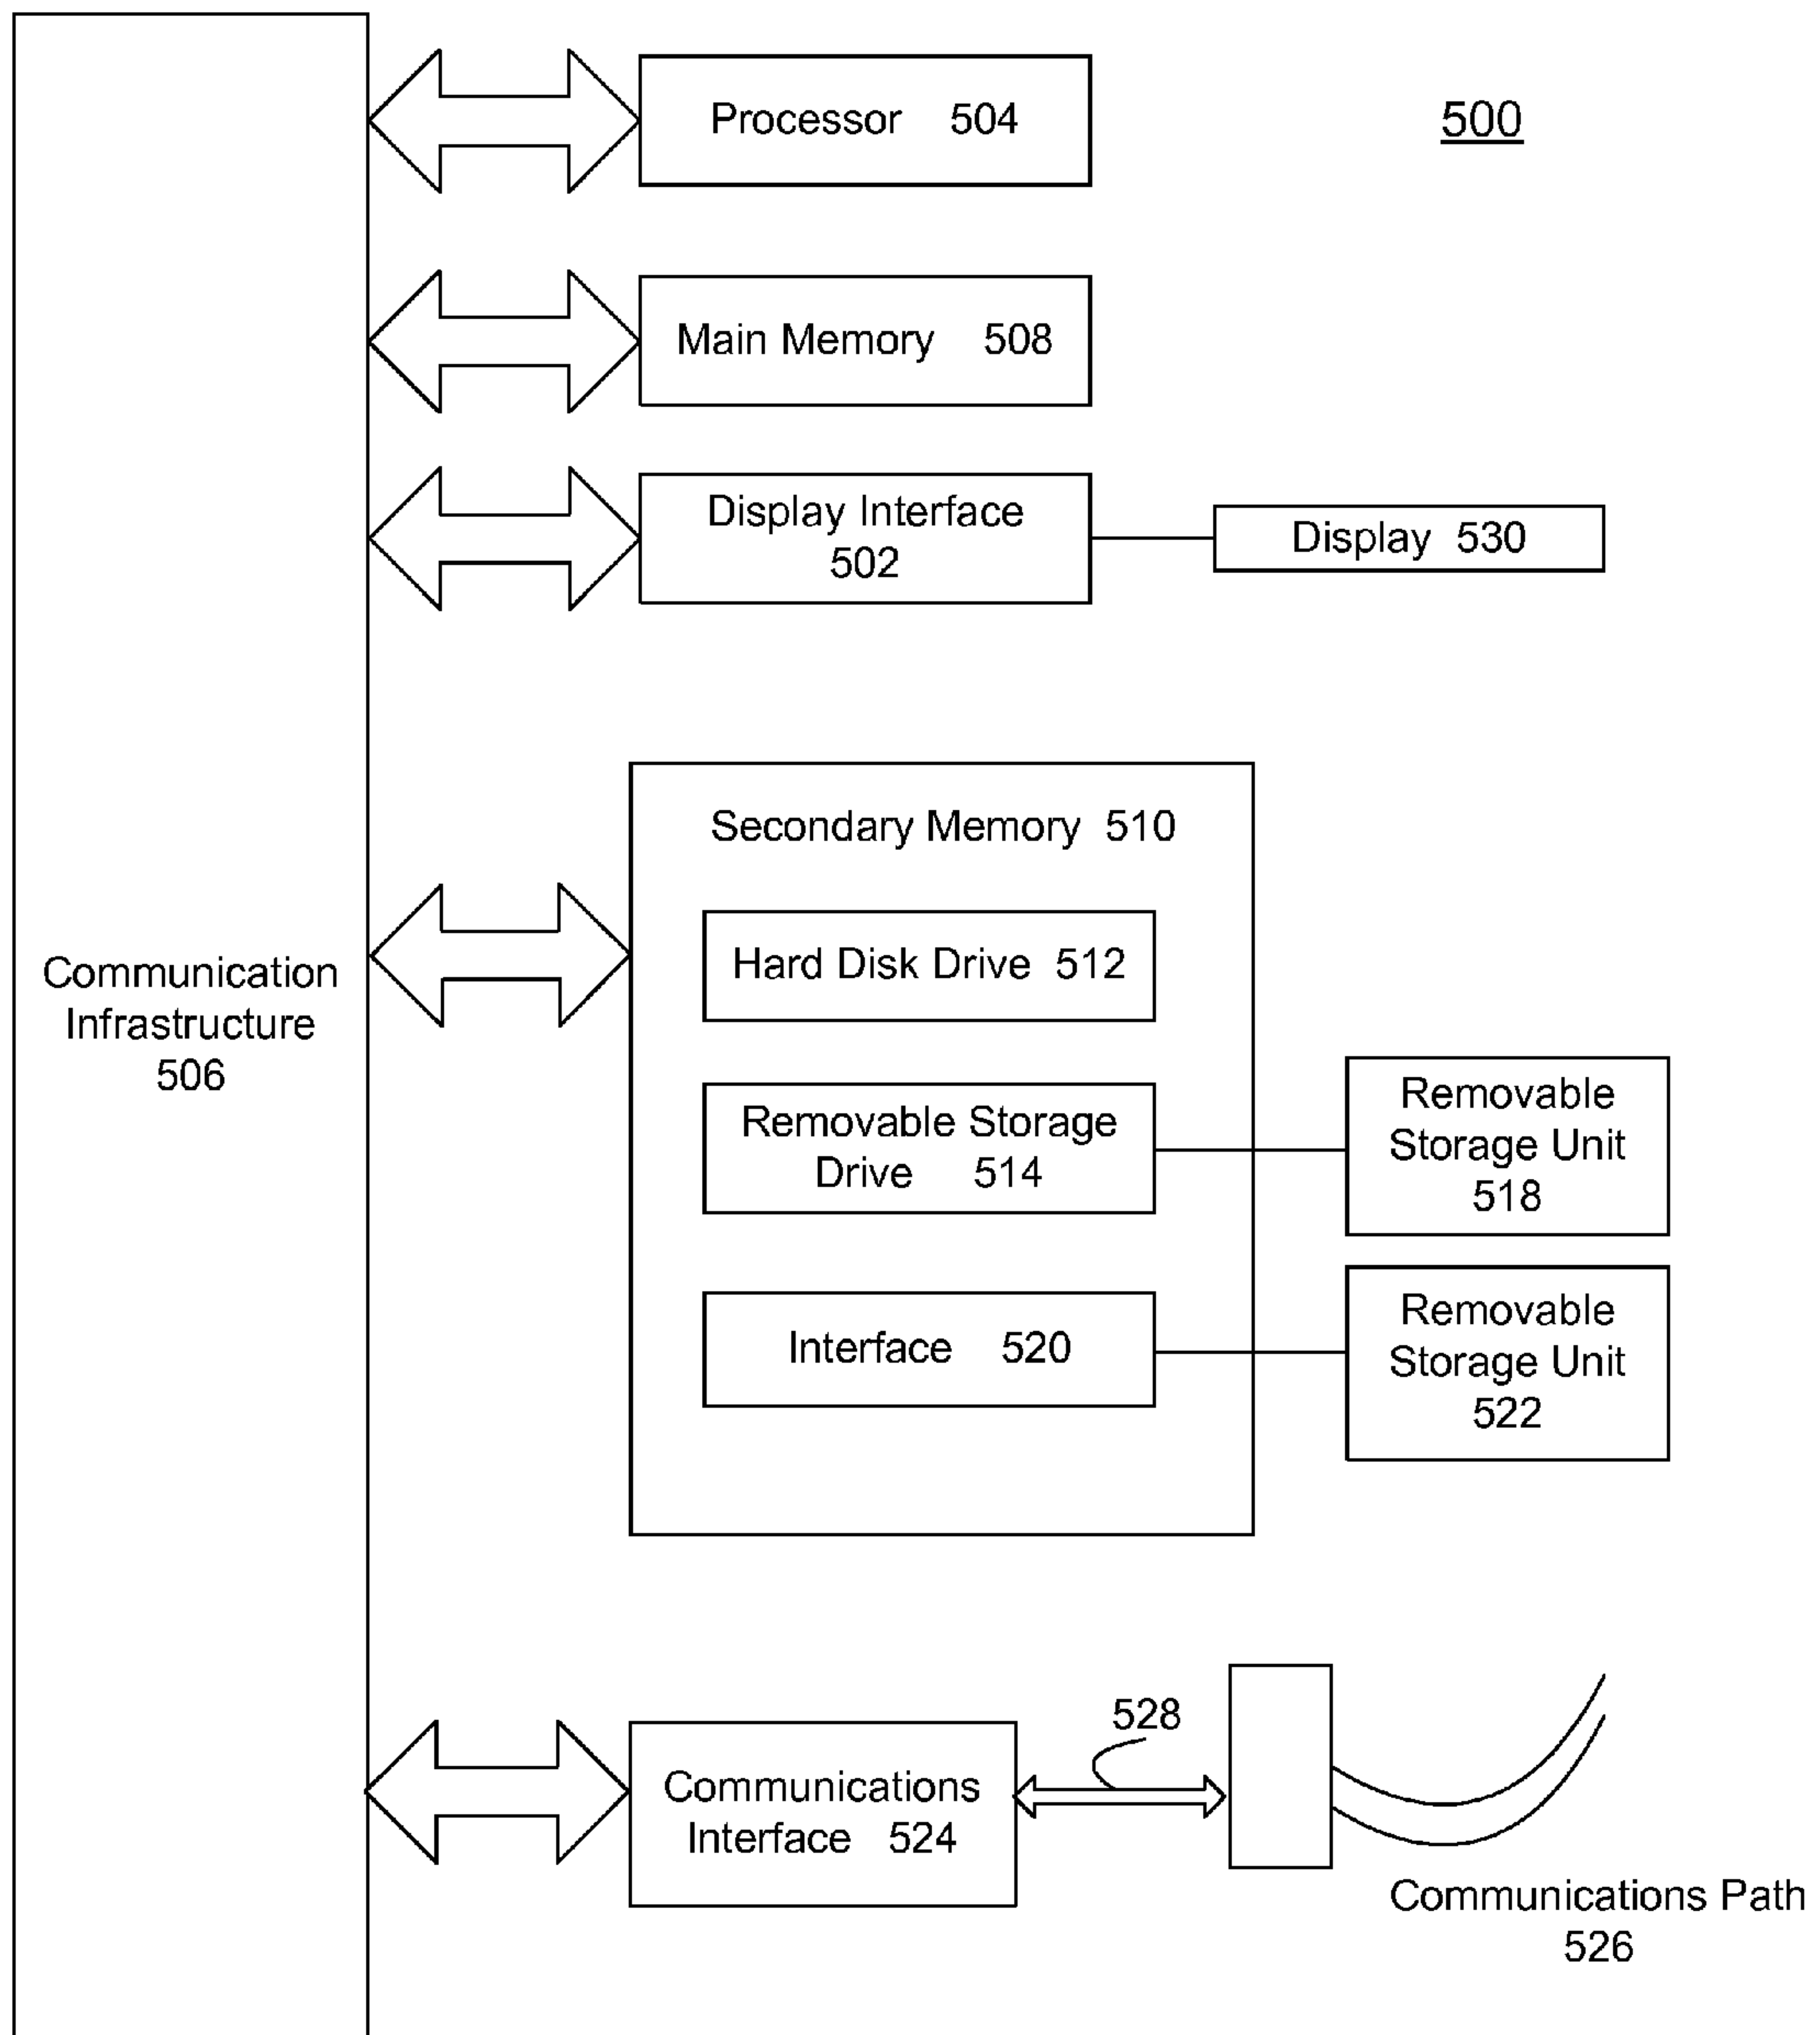 Processor 504
500
Main Memory 508
Display Interface
502
Display 530
Secondary Memory 510
Hard Disk Drive 512
Communication
Infrastructure
506
Removable Storage
Drive 514
Removable
Storage Unit
518
Interface 520
Removable
Storage Unit
522
528
Communications
Interface 524
Communications Path
526